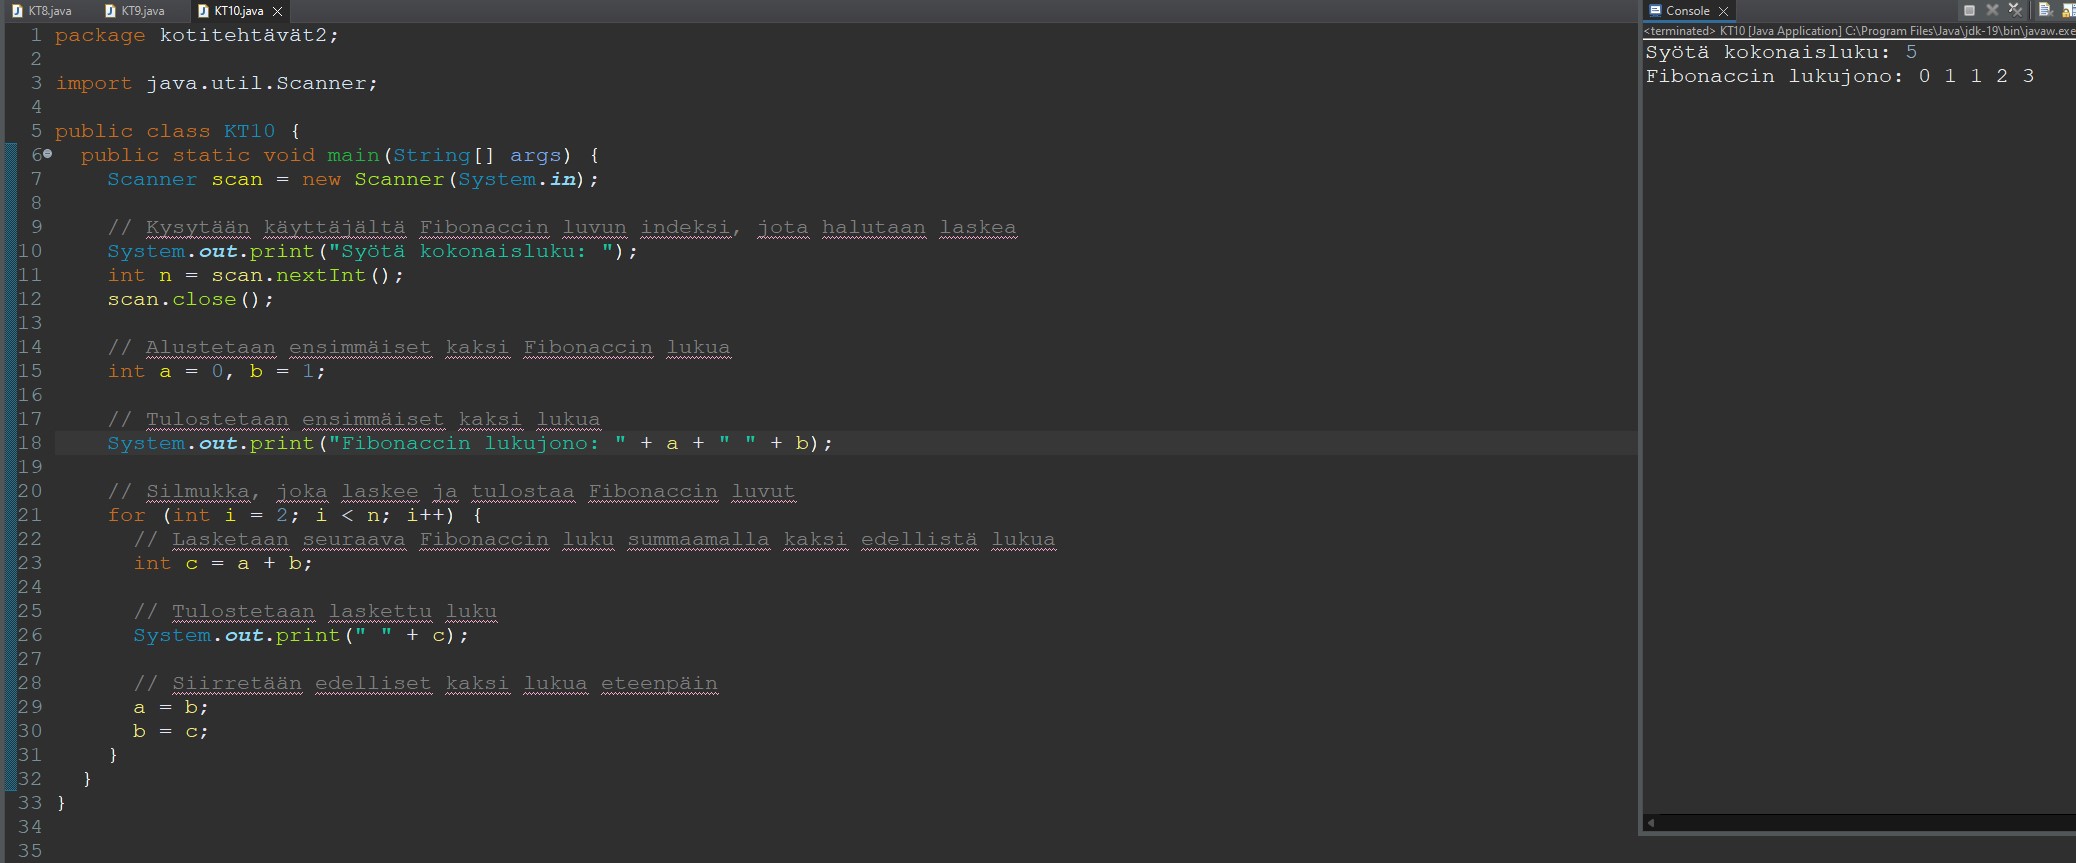 KT8.java KT9.java KT10.java
1 package kotitehtävät2;
2
3 import java.util.Scanner;
4
5 public class KT10 {
6 public static void main(String[] args) {
7 Scanner scan = new Scanner(System.in);
8
9 // Kysytään käyttäjältä Fibonaccin luvun indeksi, jota halutaan laskea
10 System.out.print("Syötä kokonaisluku: ");
11 int n = scan.nextInt();
12 scan.close();
13
14 // Alustetaan ensimmäiset kaksi Fibonaccin lukua
15 int a = 0, b = 1;
16
17 // Tulostetaan ensimmäiset kaksi lukua
18 System.out.print("Fibonaccin lukujono: " + a + " " + b);
19
20 // Silmukka, joka laskee ja tulostaa Fibonaccin luvut
21 for (int i = 2; i < n; i++) {
22 // Lasketaan seuraava Fibonaccin luku summaamalla kaksi edellistä lukua
23 int c = a + b;
24
25 // Tulostetaan laskettu luku
26 System.out.print(" " + c);
27
28 // Siirretään edelliset kaksi lukua eteenpäin
29 a = b;
30 b = c;
31 }
32 }
33 }
34
35
Console
<terminated> KT10 [Java Application] C:\Program Files\Java\jdk-19\bin\javaw.exe
Syötä kokonaisluku: 5
Fibonaccin lukujono: 0 1 1 2 3